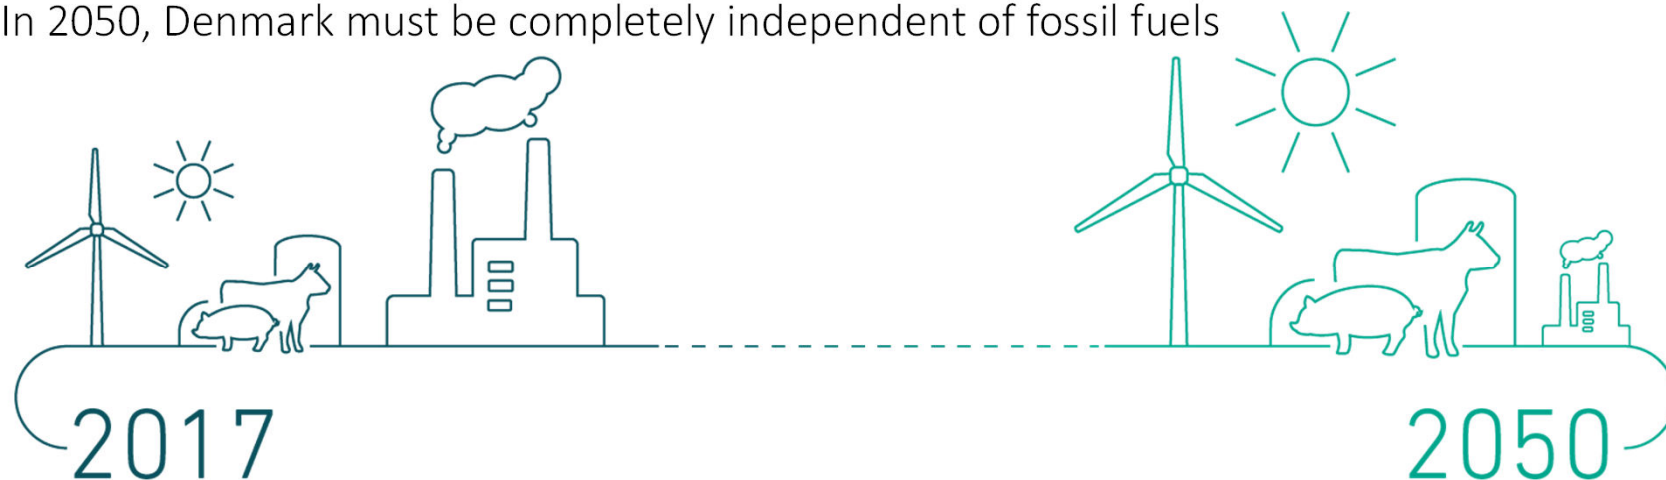 In 2050, Denmark must be completely independent of fossil fuels
2017
2050